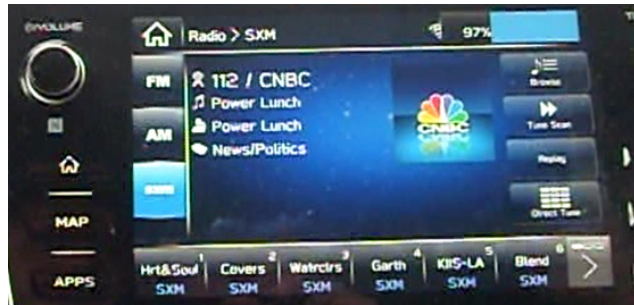 VOLUME
Radio > SXM
97%
FM
112 / CNBC
Power Lunch
AM
Power Lunch
News/Politics
SXM
CNBC
Browse
Tune Scan
Replay
Direct Tune
MAP
APPS
Hrt&Soul 1
SXM
Covers 2
SXM
Watrclrs 3
SXM
Garth 4
SXM
KIIS-LA 5
SXM
Blend 6
SXM